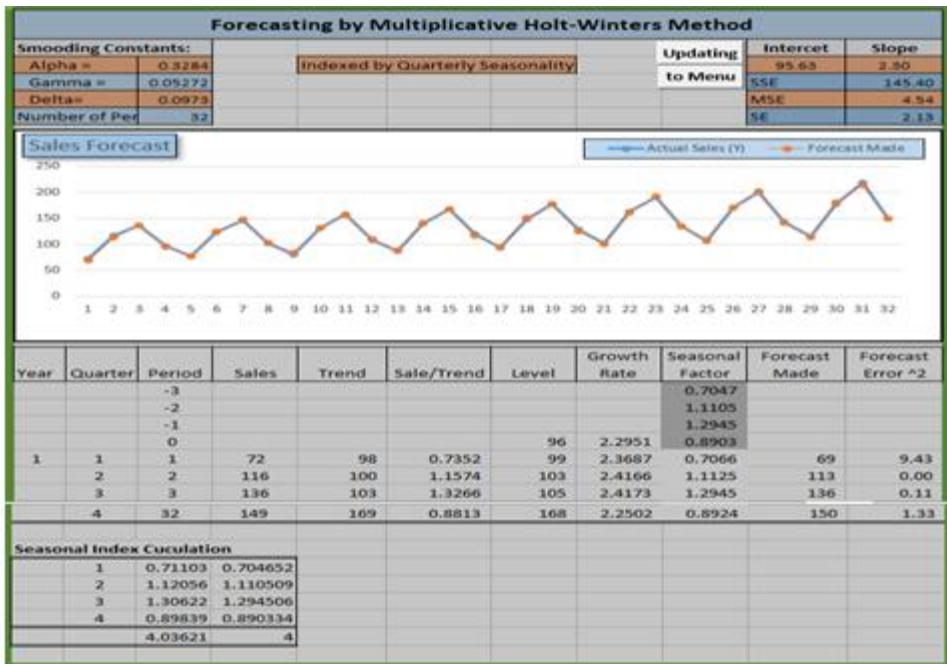 Forecasting by Multiplicative Holt-Winters Method
Smooding Constants: Updating Intercet Slope
Alpha = 0.3284 Indexed by Quarterly Seasonality to Menu 95.63 2.30
Gamma = 0.05272 SSE 145.40
Delta= 0.0973 MSE 4.54
Number of Per 32 SE 2.13
Sales Forecast Actual Sales (Y) Forecast Made
250
200
150
100
50
0
1 2 3 4 5 6 7 8 9 10 11 12 13 14 15 16 17 18 19 20 21 22 23 24 25 26 27 28 29 30 31 32
Growth Seasonal Forecast Forecast
Year Quarter Period Sales Trend Sale/Trend Level Rate Factor Made Error ^2
-3 0.7047
-2 1.1105
-1 1.2945
0 96 2.2951 0.8903
1 1 1 72 98 0.7352 99 2.3687 0.7066 69 9.43
2 2 116 100 1.1574 103 2.4166 1.1125 113 0.00
3 3 136 103 1.3266 105 2.4173 1.2945 136 0.11
4 32 149 169 0.8813 168 2.2502 0.8924 150 1.33
Seasonal Index Cuculation
1 0.71103 0.704652
2 1.12056 1.110509
3 1.30622 1.294506
4 0.89839 0.890334
4.03621 4